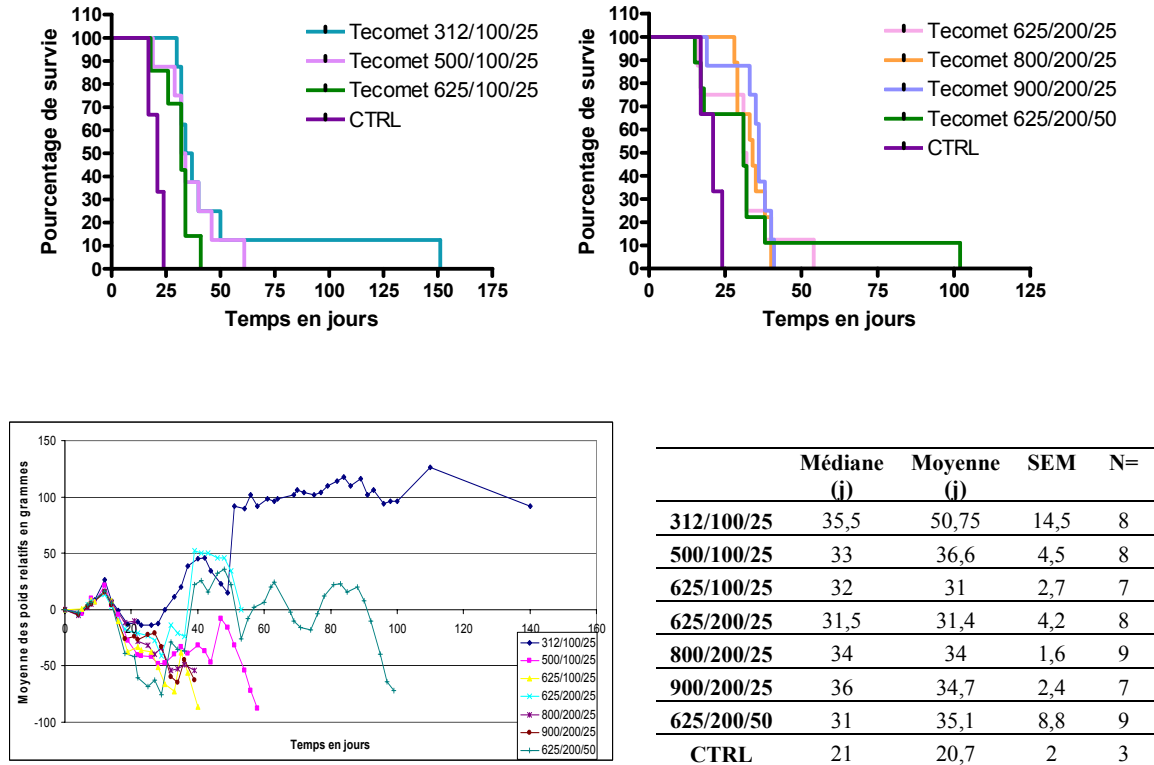 110
100
90
80
70
60
50
40
30
20
10
0
Pourcentage de survie
0 25 50 75 100 125 150 175
Temps en jours
Tecomet 312/100/25
Tecomet 500/100/25
Tecomet 625/100/25
CTRL
110
100
90
80
70
60
50
40
30
20
10
0
Pourcentage de survie
0 25 50 75 100 125
Temps en jours
Tecomet 625/200/25
Tecomet 800/200/25
Tecomet 900/200/25
Tecomet 625/200/50
CTRL
150
100
50
0
-50
-100
Moyenne des poids relatifs en grammes
0 20 40 60 80 100 120 140 160
Temps en jours
312/100/25
500/100/25
625/100/25
625/200/25
800/200/25
900/200/25
625/200/50
Médiane (j) Moyenne (j) SEM N=
312/100/25 35,5 50,75 14,5 8
500/100/25 33 36,6 4,5 8
625/100/25 32 31 2,7 7
625/200/25 31,5 31,4 4,2 8
800/200/25 34 34 1,6 9
900/200/25 36 34,7 2,4 7
625/200/50 31 35,1 8,8 9
CTRL 21 20,7 2 3